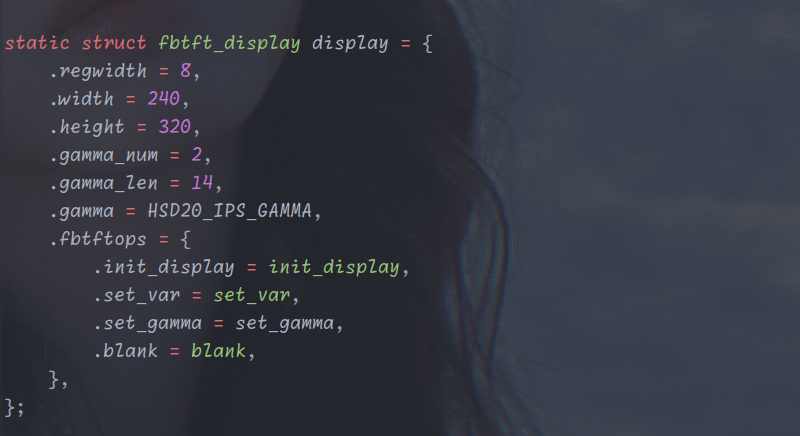 static struct fbtft_display display = {
    .regwidth = 8,
    .width = 240,
    .height = 320,
    .gamma_num = 2,
    .gamma_len = 14,
    .gamma = HSD20_IPS_GAMMA,
    .fbtftops = {
        .init_display = init_display,
        .set_var = set_var,
        .set_gamma = set_gamma,
        .blank = blank,
    },
};